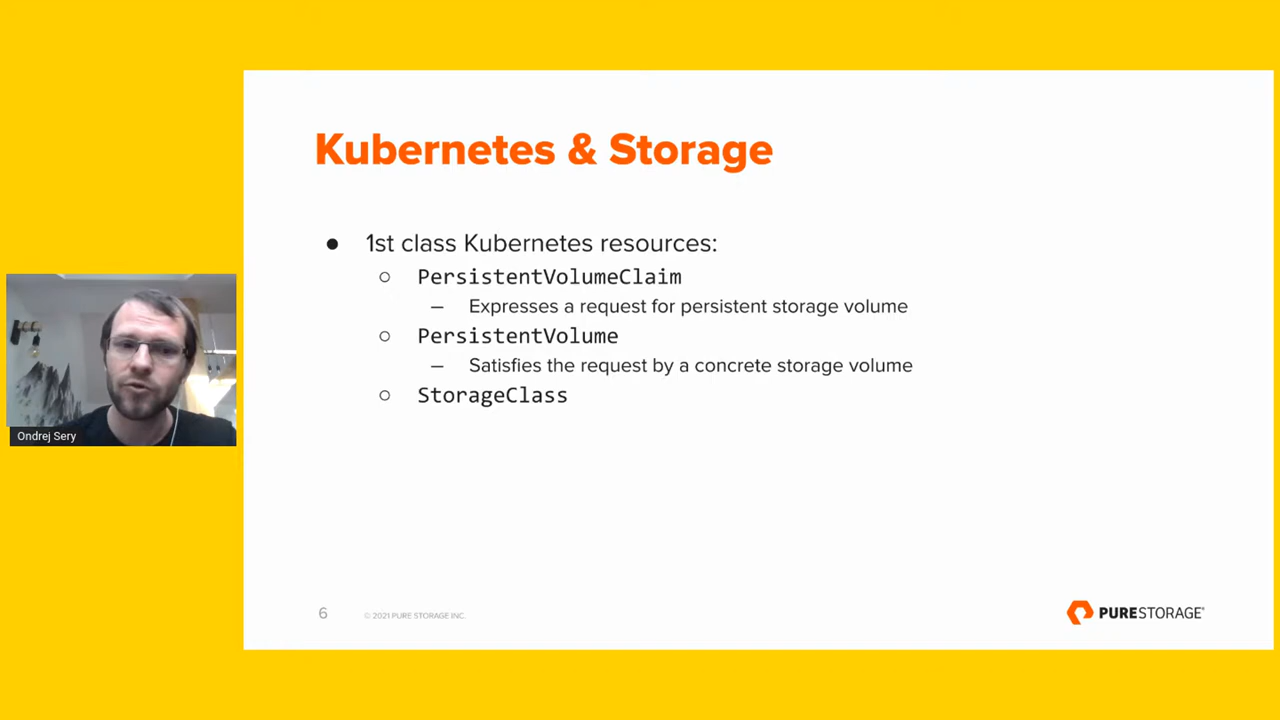 Kubernetes & Storage
● 1st class Kubernetes resources:
○ PersistentVolumeClaim
– Expresses a request for persistent storage volume
○ PersistentVolume
– Satisfies the request by a concrete storage volume
○ StorageClass
Ondrej Sery
6 © 2021 PURE STORAGE INC.
PURESTORAGE®